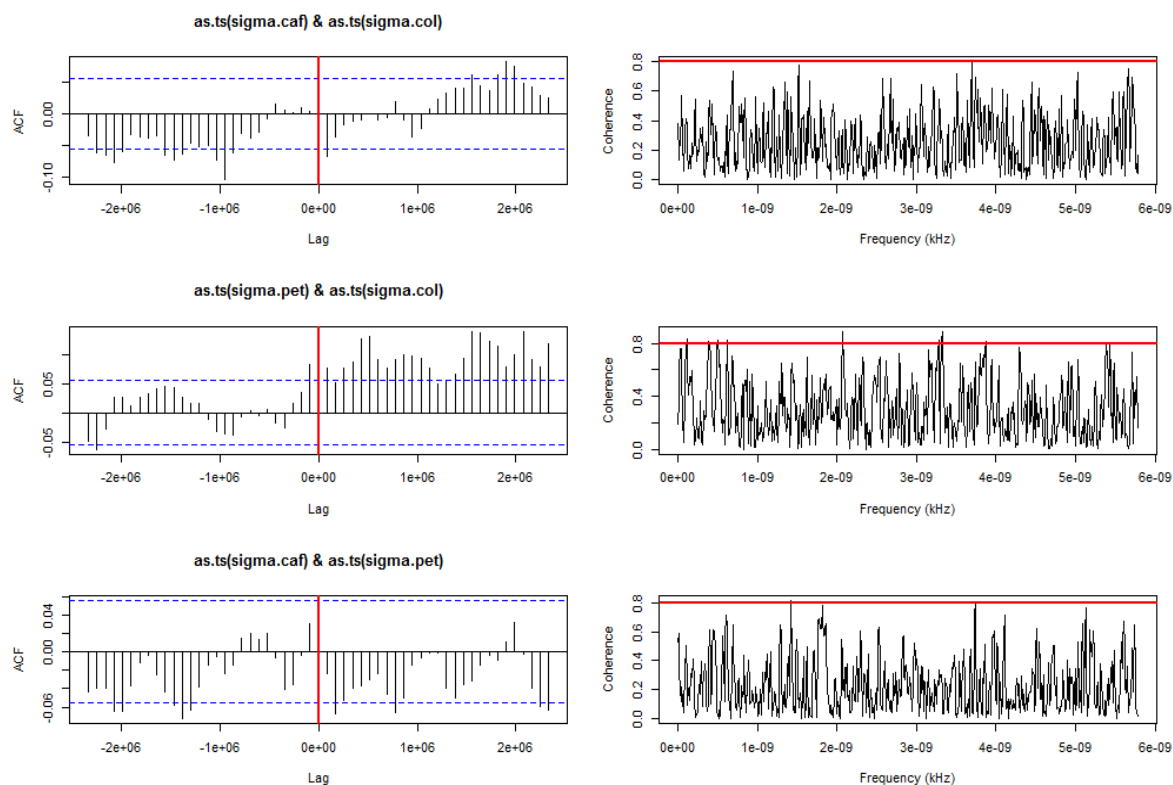 as.ts(sigma.caf) & as.ts(sigma.col)
ACF
0.00
-0.10
-2e+06 -1e+06 0e+00 1e+06 2e+06
Lag
Coherence
0.8
0.6
0.4
0.2
0.0
0e+00 1e-09 2e-09 3e-09 4e-09 5e-09 6e-09
Frequency (kHz)
as.ts(sigma.pet) & as.ts(sigma.col)
ACF
0.05
-0.05
-2e+06 -1e+06 0e+00 1e+06 2e+06
Lag
Coherence
0.8
0.4
0.0
0e+00 1e-09 2e-09 3e-09 4e-09 5e-09 6e-09
Frequency (kHz)
as.ts(sigma.caf) & as.ts(sigma.pet)
ACF
0.04
0.00
-0.06
-2e+06 -1e+06 0e+00 1e+06 2e+06
Lag
Coherence
0.8
0.6
0.4
0.2
0.0
0e+00 1e-09 2e-09 3e-09 4e-09 5e-09 6e-09
Frequency (kHz)